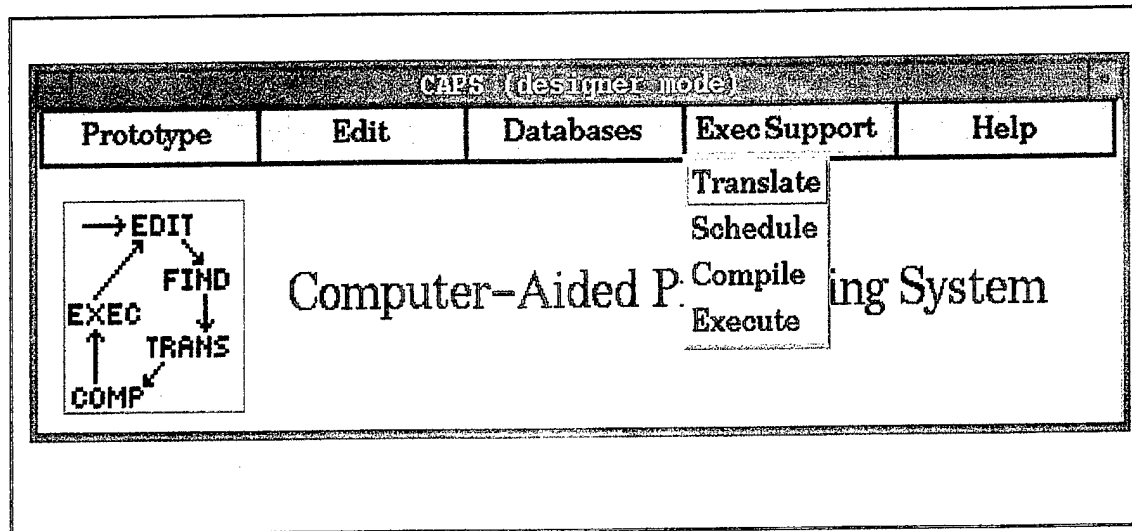 CAPS (designer mode)
Prototype Edit Databases Exec Support Help
Translate
Schedule
Compile
Execute
EDIT
FIND
TRANS
COMP
EXEC
Computer-Aided P ing System